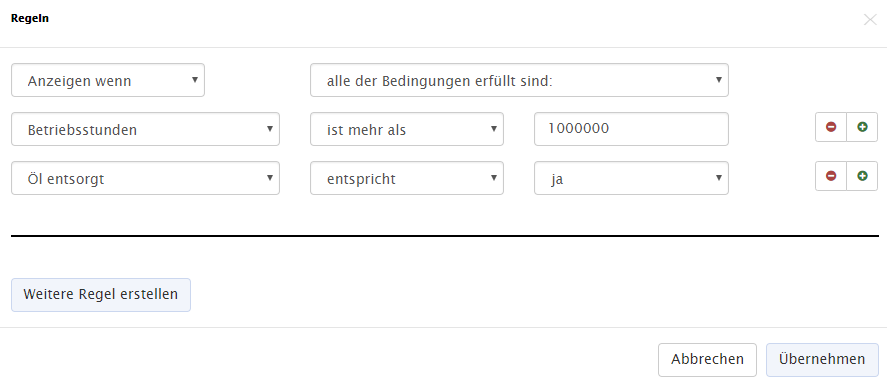 Regeln
Anzeigen wenn alle der Bedingungen erfüllt sind:
Betriebsstunden ist mehr als 1000000
Öl entsorgt entspricht ja
Weitere Regel erstellen
Abbrechen Übernehmen